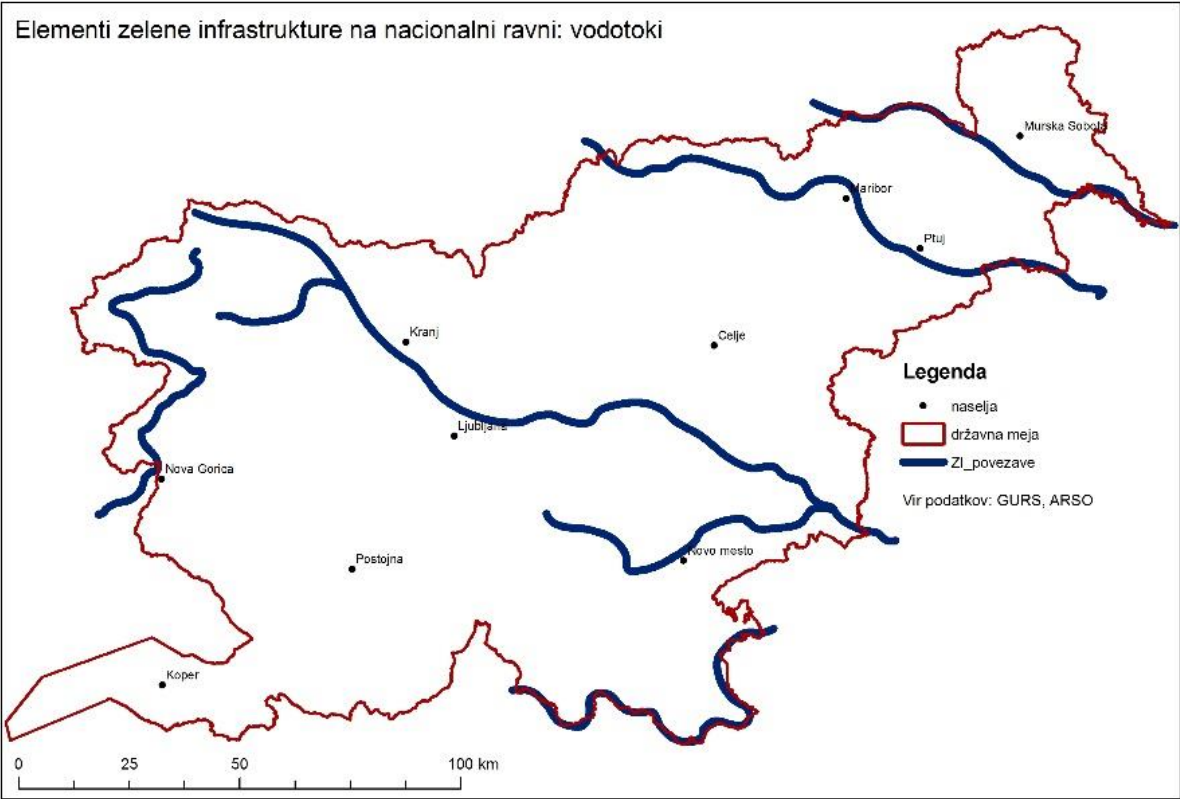 Elementi zelene infrastrukture na nacionalni ravni: vodotoki
Murska Sobota
Maribor
Ptuj
Kranj
Celje
Ljubljana
Nova Gorica
Novo mesto
Postojna
Koper
Legenda
naselja
državna meja
ZI_povezave
Vir podatkov: GURS, ARSO
0 25 50 100 km